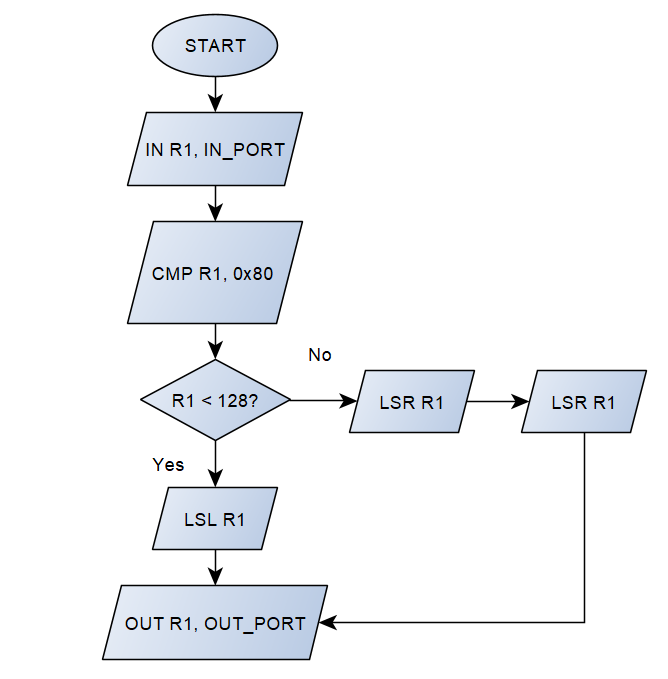 START
IN R1, IN_PORT
CMP R1, 0x80
R1 < 128?
No
LSR R1
LSR R1
Yes
LSL R1
OUT R1, OUT_PORT